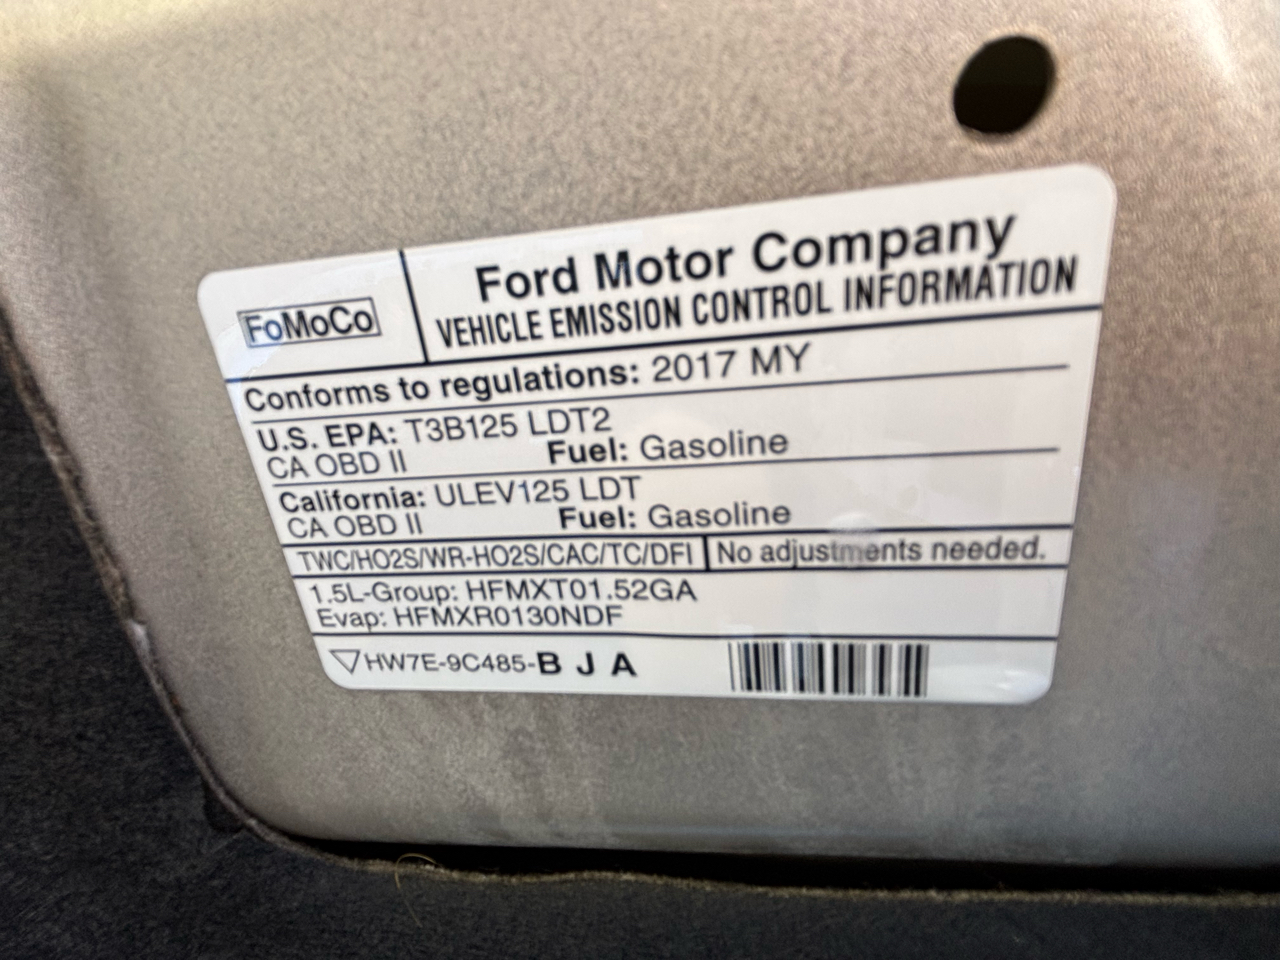 FoMoCo
Ford Motor Company
VEHICLE EMISSION CONTROL INFORMATION
Conforms to regulations: 2017 MY
U.S. EPA: T3B125 LDT2
CA OBD II Fuel: Gasoline
California: ULEV125 LDT
CA OBD II Fuel: Gasoline
TWC/HO2S/WR-HO2S/CAC/TC/DFI No adjustments needed.
1.5L-Group: HFMXT01.52GA
Evap: HFMXR0130NDF
▽HW7E-9C485-B J A